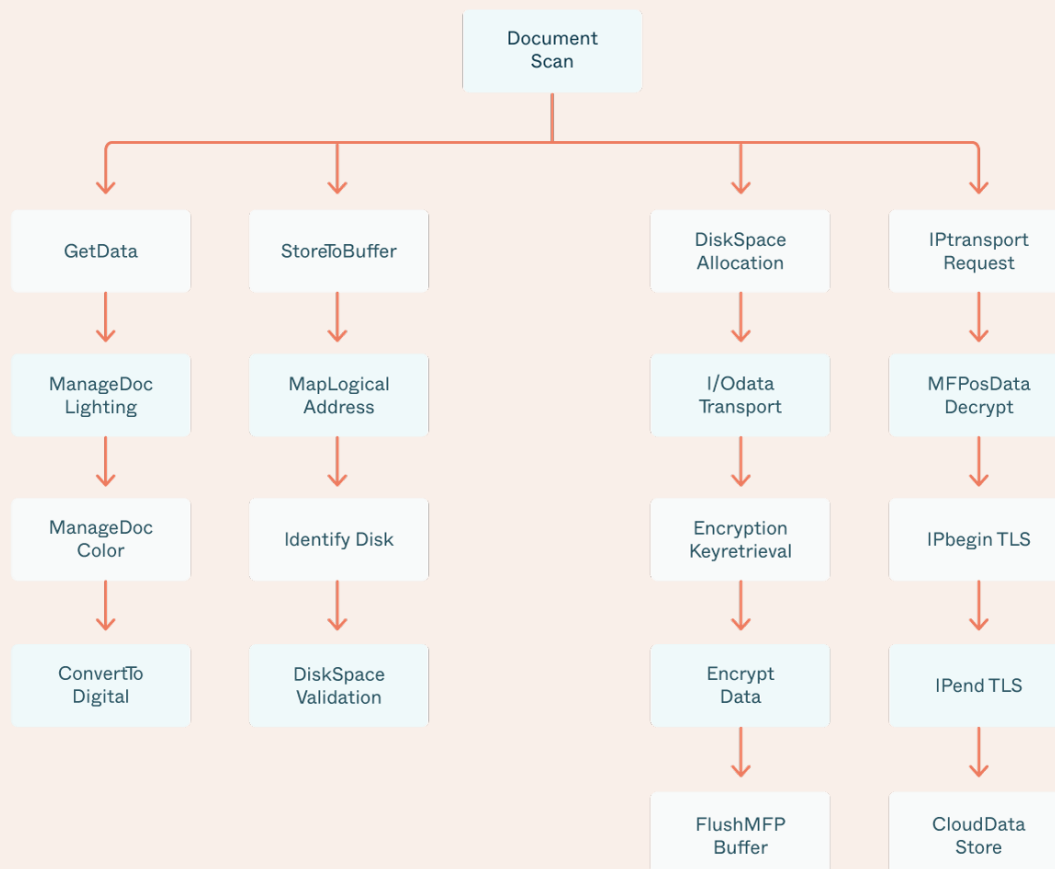 Document
Scan
GetData
StoreToBuffer
DiskSpace
Allocation
IPtransport
Request
ManageDoc
Lighting
MapLogical
Address
I/Odata
Transport
MFPosData
Decrypt
ManageDoc
Color
Identify Disk
Encryption
Keyretrieval
IPbegin TLS
ConvertTo
Digital
DiskSpace
Validation
Encrypt
Data
IPend TLS
FlushMFP
Buffer
CloudData
Store